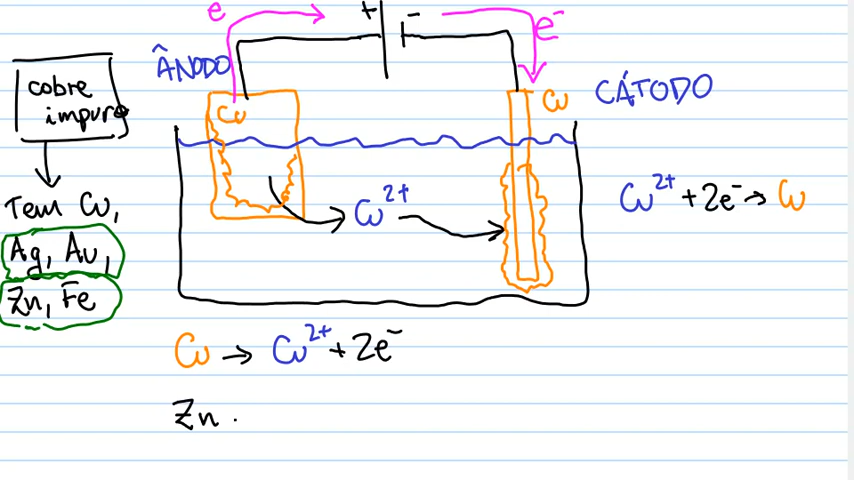 e
+
-
e⁻
ÂNODO
CÁTODO
cobre
impuro
Cu
Cu
Tem Cu,
Ag, Au,
Zn, Fe
Cu²⁺
Cu²⁺ + 2e⁻ → Cu
Cu → Cu²⁺ + 2e⁻
Zn